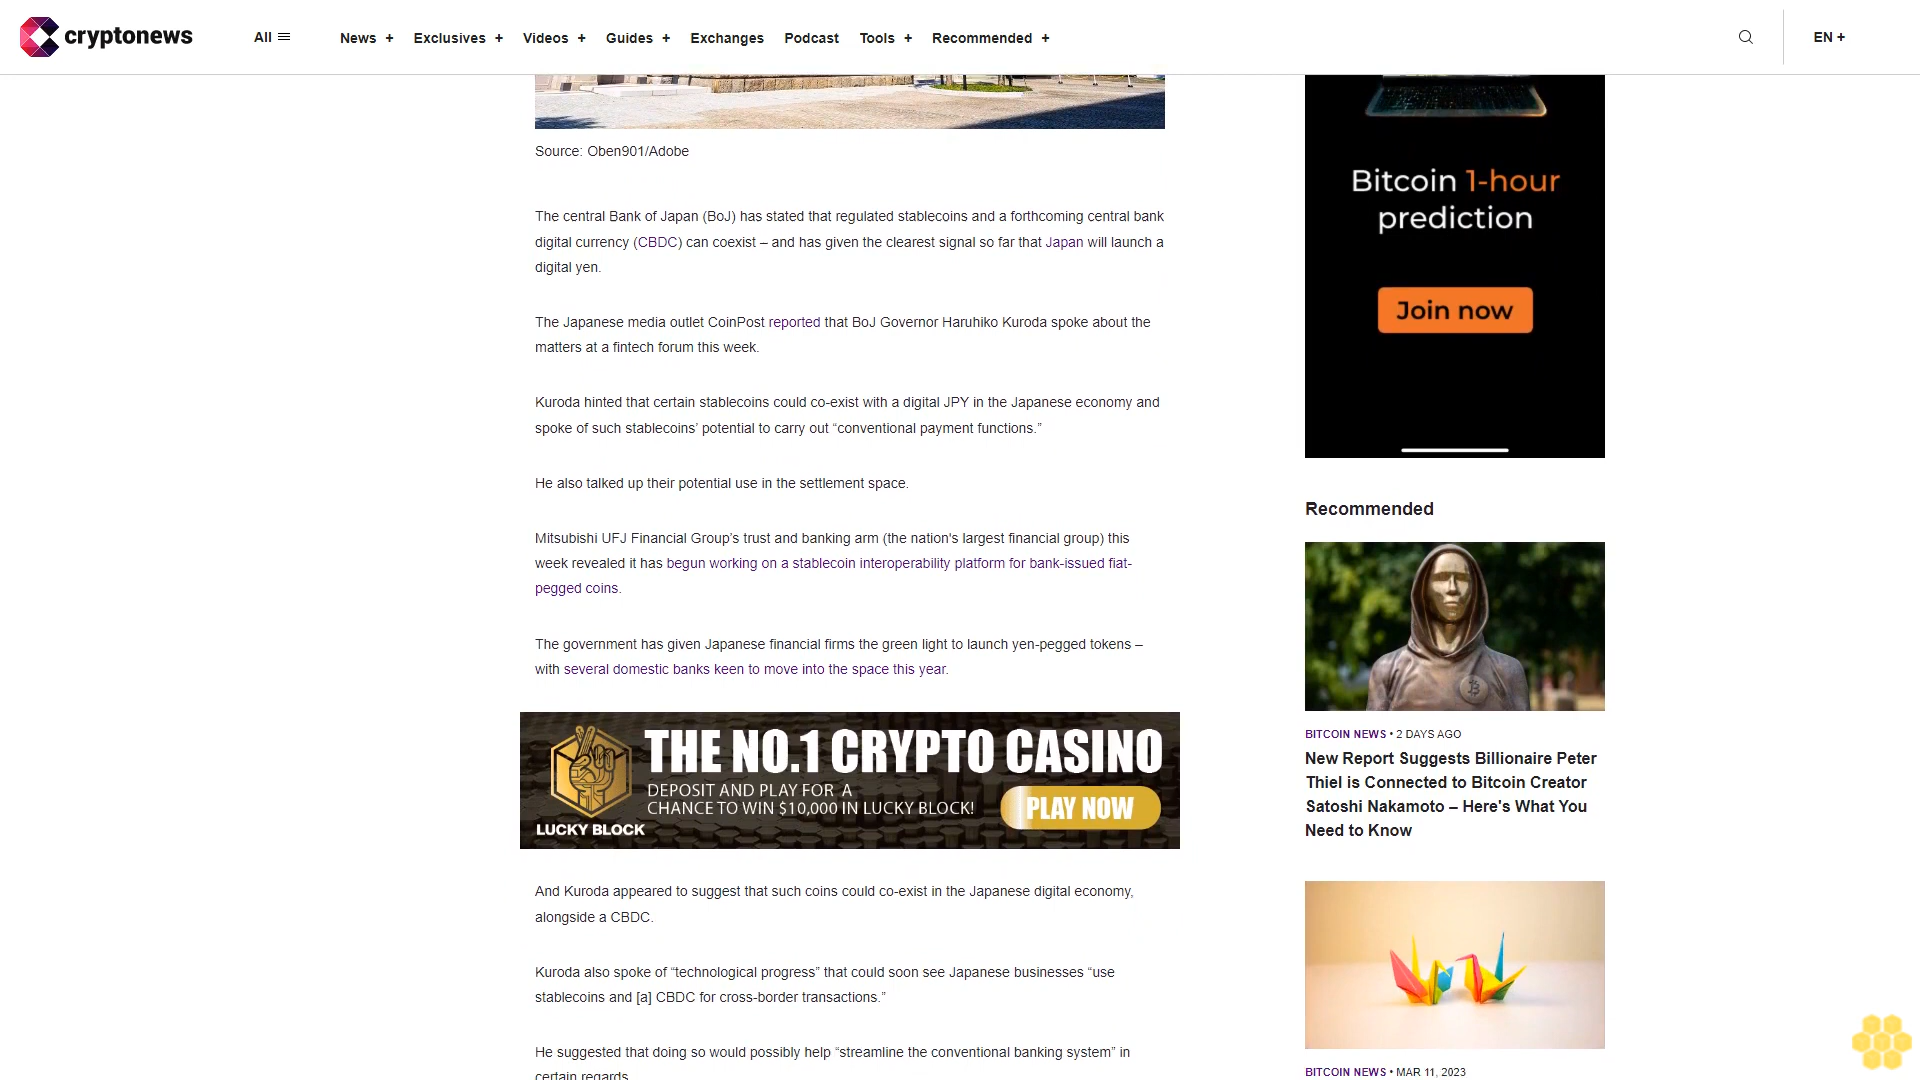 cryptonews
All
News +
Exclusives +
Videos +
Guides +
Exchanges
Podcast
Tools +
Recommended +
EN +
Source: Oben901/Adobe
The central Bank of Japan (BoJ) has stated that regulated stablecoins and a forthcoming central bank
digital currency (CBDC) can coexist – and has given the clearest signal so far that Japan will launch a
digital yen.
The Japanese media outlet CoinPost reported that BoJ Governor Haruhiko Kuroda spoke about the
matters at a fintech forum this week.
Kuroda hinted that certain stablecoins could co-exist with a digital JPY in the Japanese economy and
spoke of such stablecoins’ potential to carry out “conventional payment functions.”
He also talked up their potential use in the settlement space.
Mitsubishi UFJ Financial Group’s trust and banking arm (the nation's largest financial group) this
week revealed it has begun working on a stablecoin interoperability platform for bank-issued fiat-
pegged coins.
The government has given Japanese financial firms the green light to launch yen-pegged tokens –
with several domestic banks keen to move into the space this year.
THE NO.1 CRYPTO CASINO
DEPOSIT AND PLAY FOR A
CHANCE TO WIN $10,000 IN LUCKY BLOCK!
PLAY NOW
LUCKY BLOCK
And Kuroda appeared to suggest that such coins could co-exist in the Japanese digital economy,
alongside a CBDC.
Kuroda also spoke of “technological progress” that could soon see Japanese businesses “use
stablecoins and [a] CBDC for cross-border transactions.”
He suggested that doing so would possibly help “streamline the conventional banking system” in
certain regards
Bitcoin 1-hour
prediction
Join now
Recommended
BITCOIN NEWS • 2 DAYS AGO
New Report Suggests Billionaire Peter
Thiel is Connected to Bitcoin Creator
Satoshi Nakamoto – Here's What You
Need to Know
BITCOIN NEWS • MAR 11, 2023